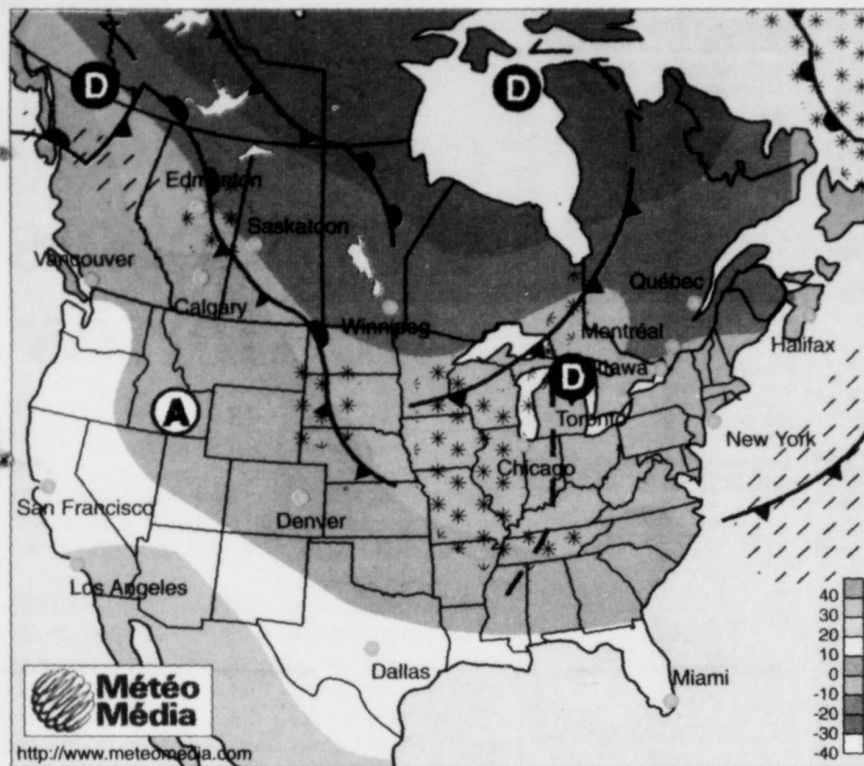 D
D
Edmonton
Saskatoon
Vancouver
Calgary
Winnipeg
Québec
Montréal
Halifax
Ottawa
D
A
Toronto
New York
Chicago
San Francisco
Denver
Los Angeles
40
30
20
10
0
-10
-20
-30
-40
Dallas
Miami
Météo
Média
http://www.meteomedia.com